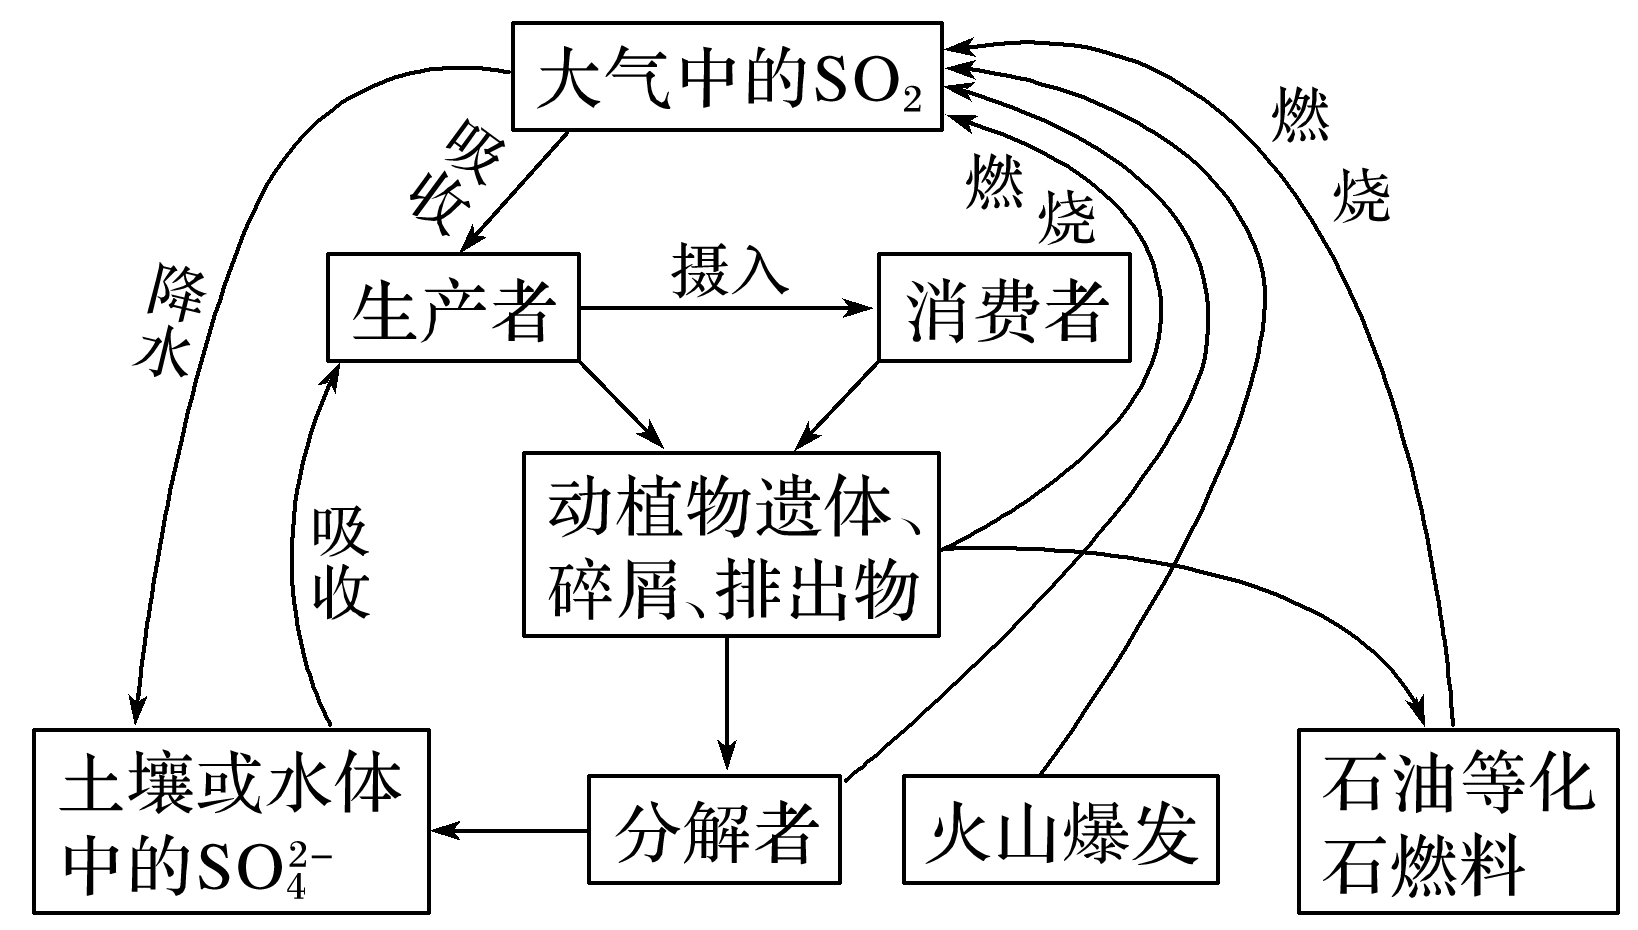 大气中的SO₂
燃烧
吸收
燃烧
降水
生产者
摄入
消费者
吸收
动植物遗体、
碎屑、排出物
土壤或水体
中的SO₄²⁻
分解者
火山爆发
石油等化
石燃料